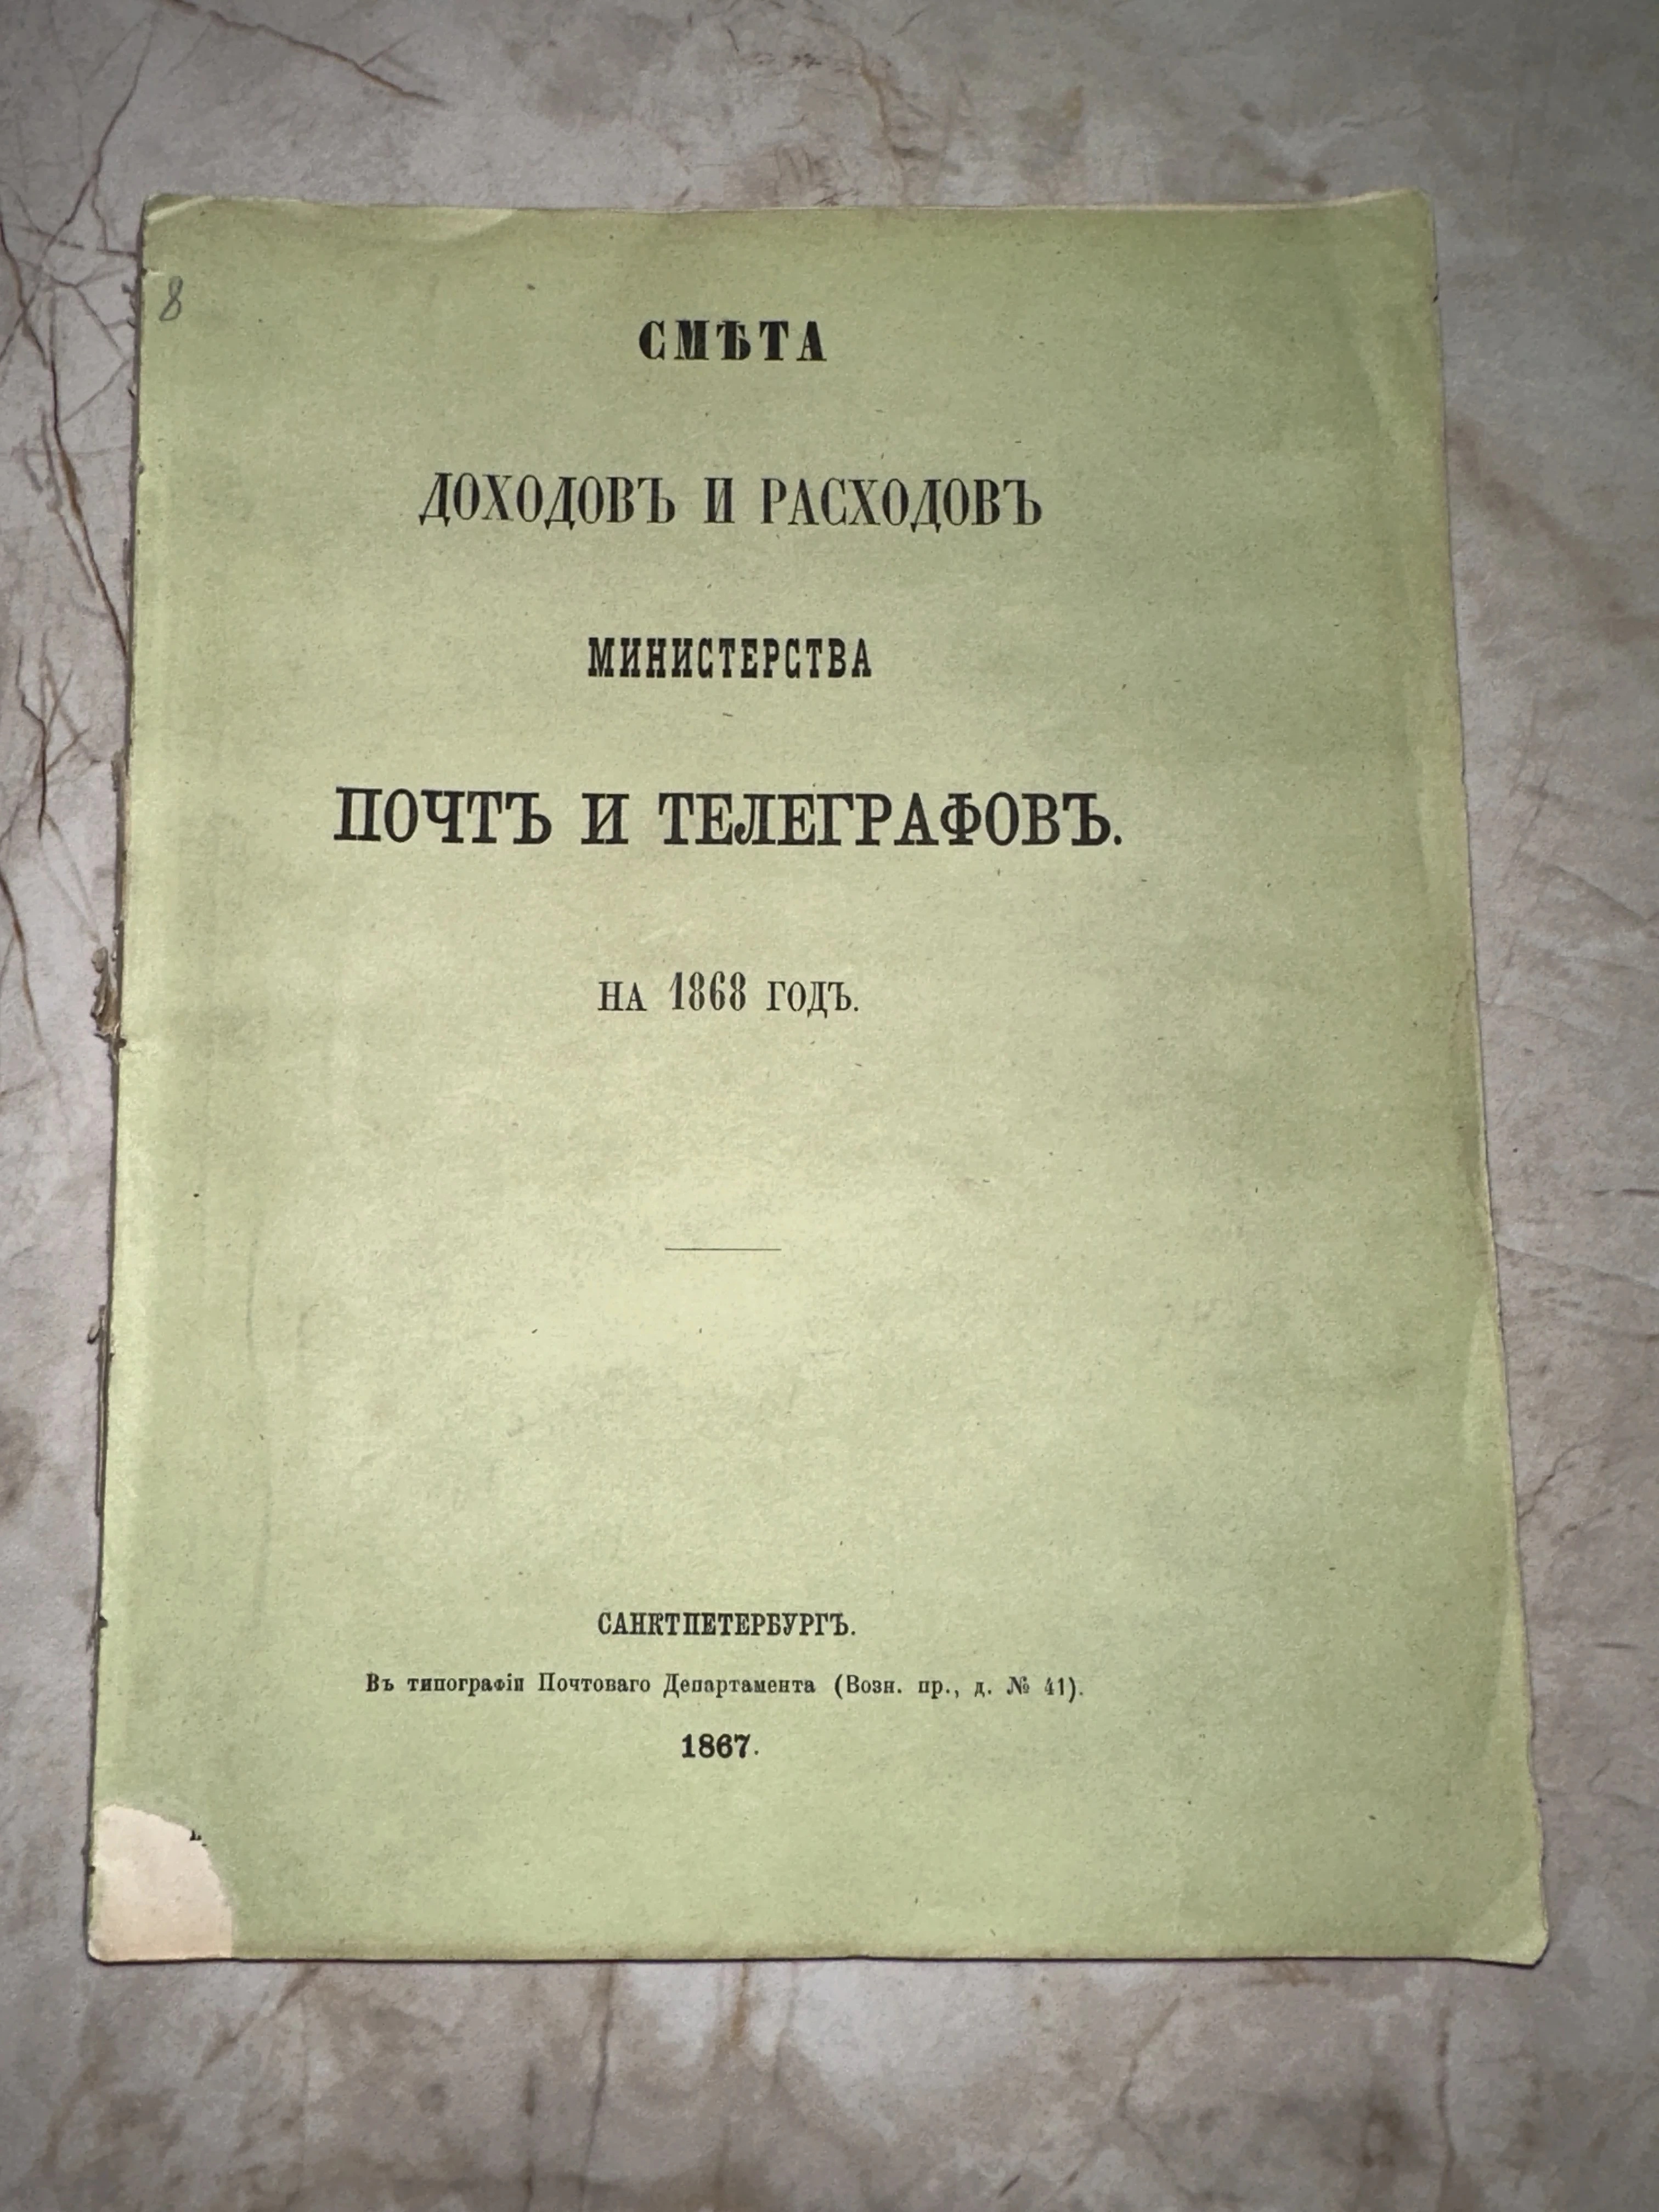 8
СМѢТА
ДОХОДОВЪ И РАСХОДОВЪ
МИНИСТЕРСТВА
ПОЧТЪ И ТЕЛЕГРАФОВЪ.
НА 1868 ГОДЪ.
САНКТПЕТЕРБУРГЪ.
Въ типографіи Почтоваго Департамента (Возн. пр., д. № 41).
1867.